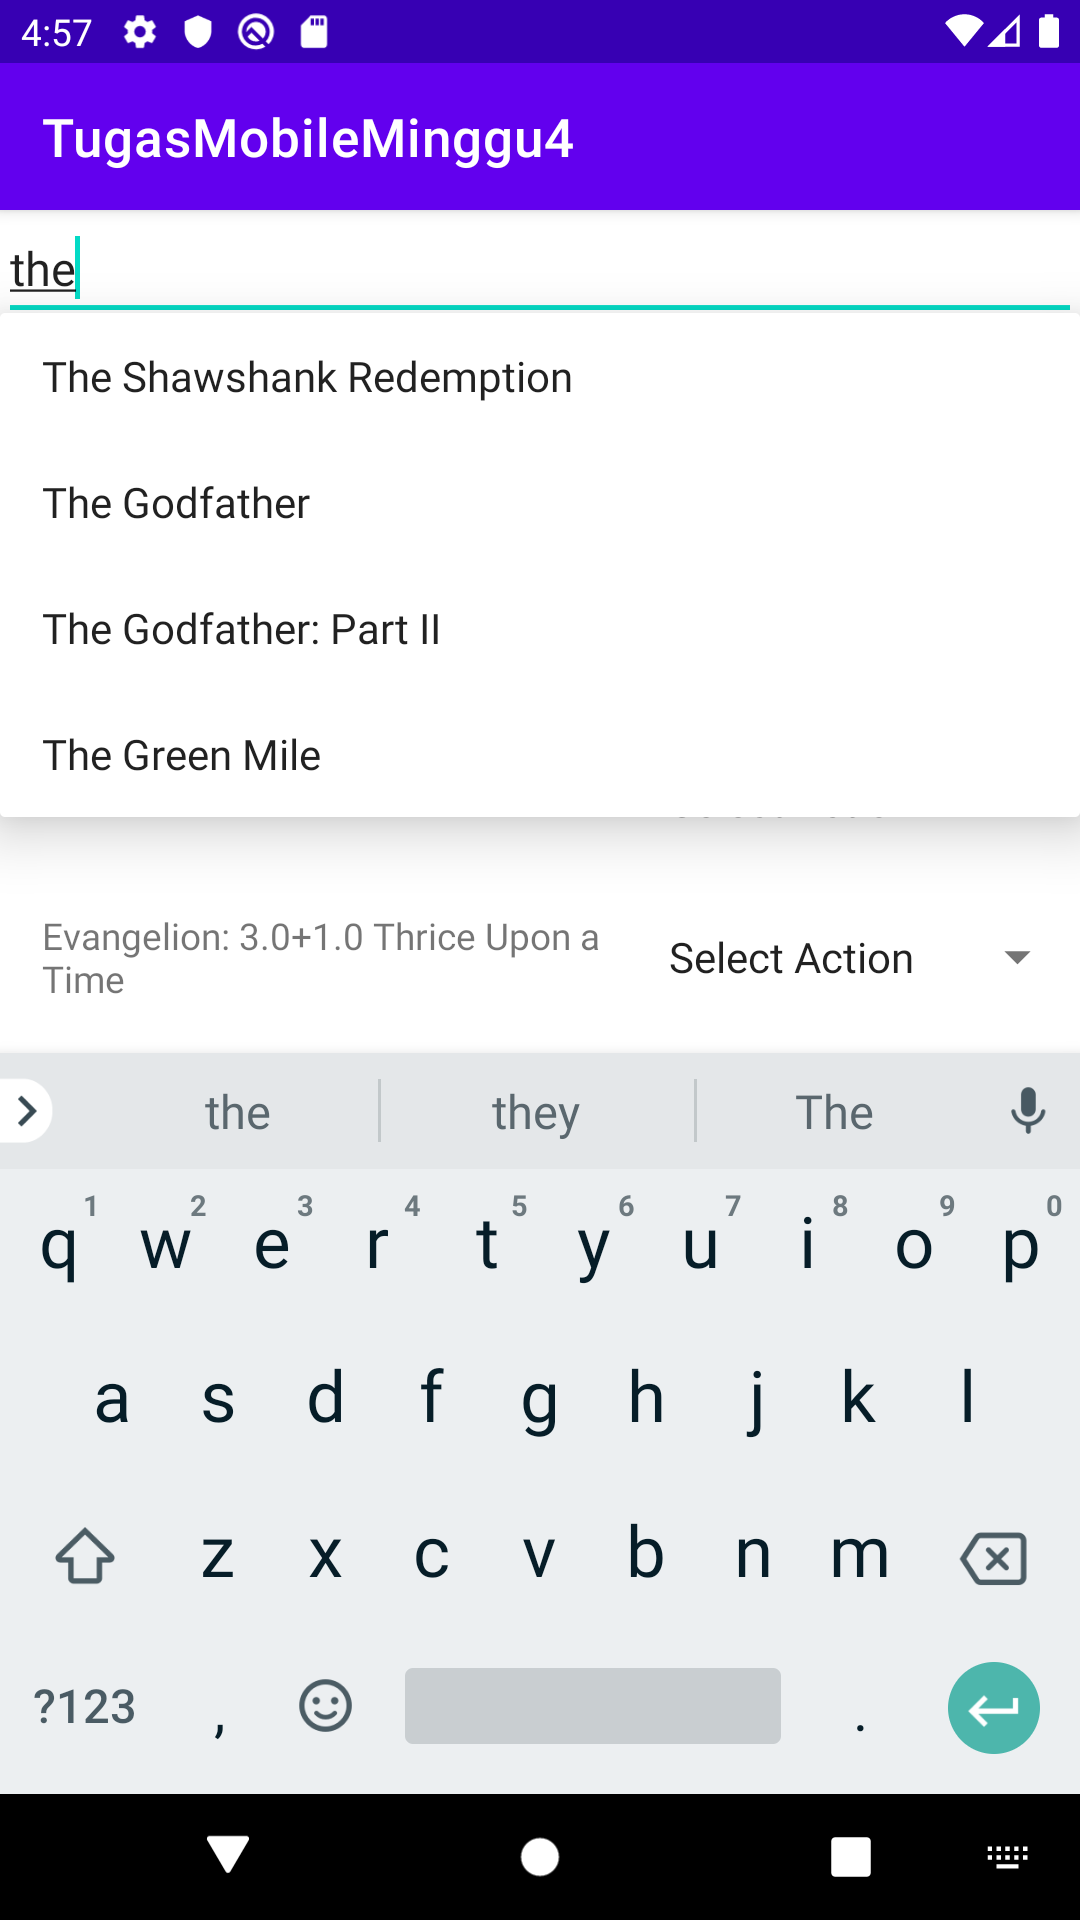 4:57
TugasMobileMinggu4
the
The Shawshank Redemption
The Godfather
The Godfather: Part II
The Green Mile
Evangelion: 3.0+1.0 Thrice Upon a
Time
Select Action
the they The
1 2 3 4 5 6 7 8 9 0
q w e r t y u i o p
a s d f g h j k l
z x c v b n m
?123 , .